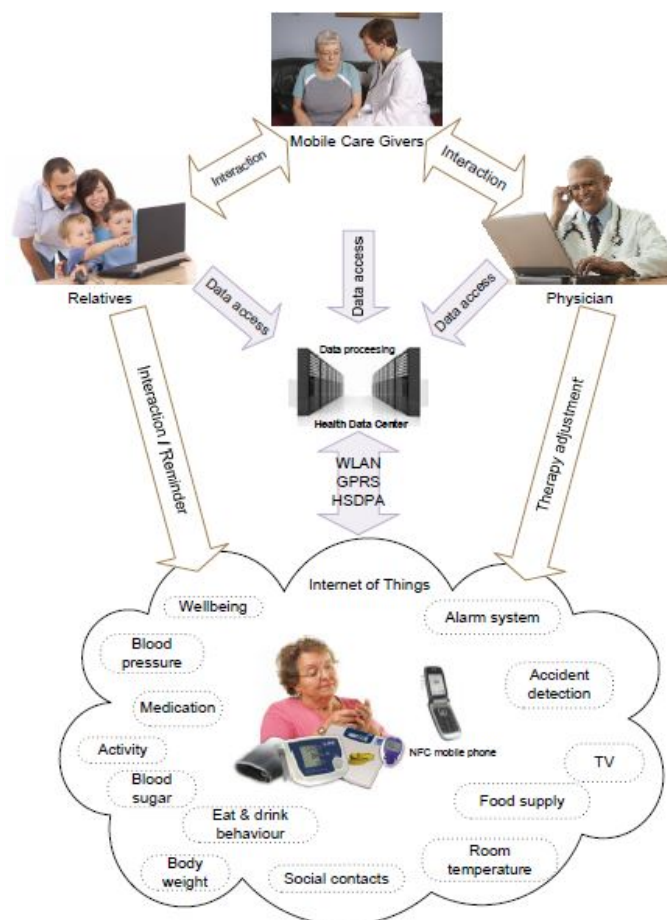 Mobile Care Givers
Interaction
Interaction
Relatives
Physician
Data access
Data access
Data access
Data processing
Health Data Center
WLAN
GPRS
HSDPA
Interaction / Reminder
Therapy adjustment
Internet of Things
Wellbeing
Alarm system
Blood
pressure
Accident
detection
Medication
NFC mobile phone
Activity
TV
Blood
sugar
Food supply
Eat & drink
behaviour
Body
weight
Social contacts
Room
temperature